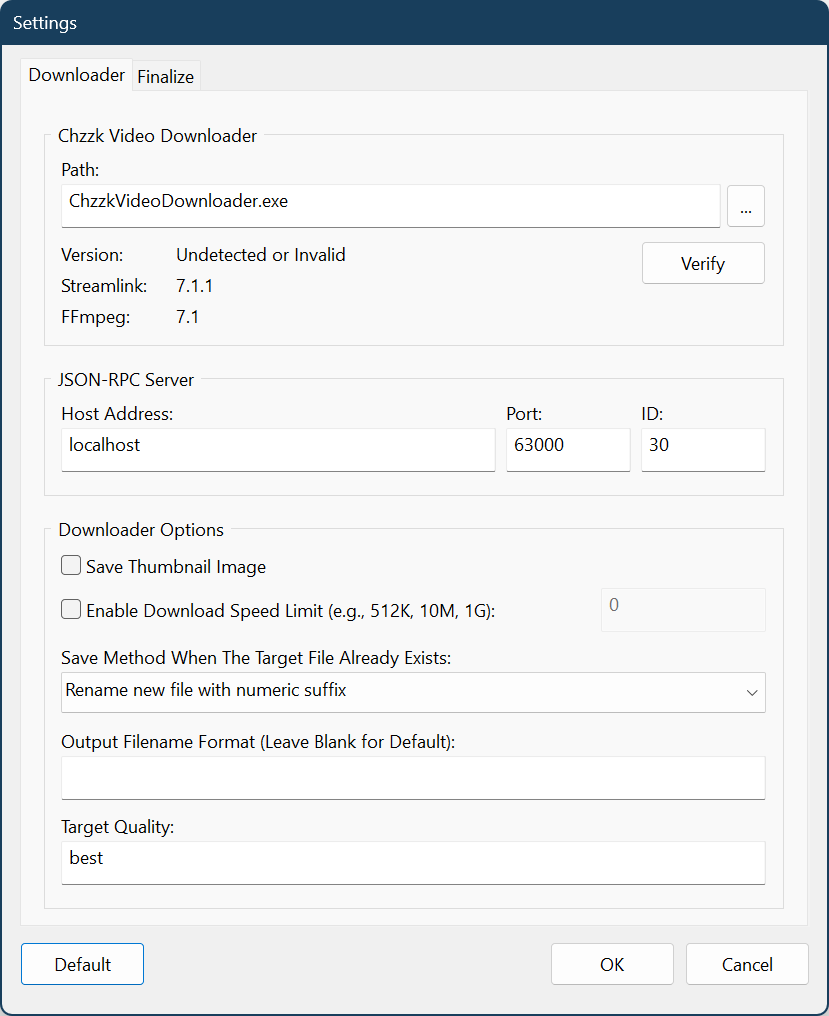 Settings
Downloader Finalize
Chzzk Video Downloader
Path:
ChzzkVideoDownloader.exe ...
Version: Undetected or Invalid Verify
Streamlink: 7.1.1
FFmpeg: 7.1
JSON-RPC Server
Host Address: Port: ID:
localhost 63000 30
Downloader Options
Save Thumbnail Image
Enable Download Speed Limit (e.g., 512K, 10M, 1G): 0
Save Method When The Target File Already Exists:
Rename new file with numeric suffix
Output Filename Format (Leave Blank for Default):
Target Quality:
best
Default OK Cancel